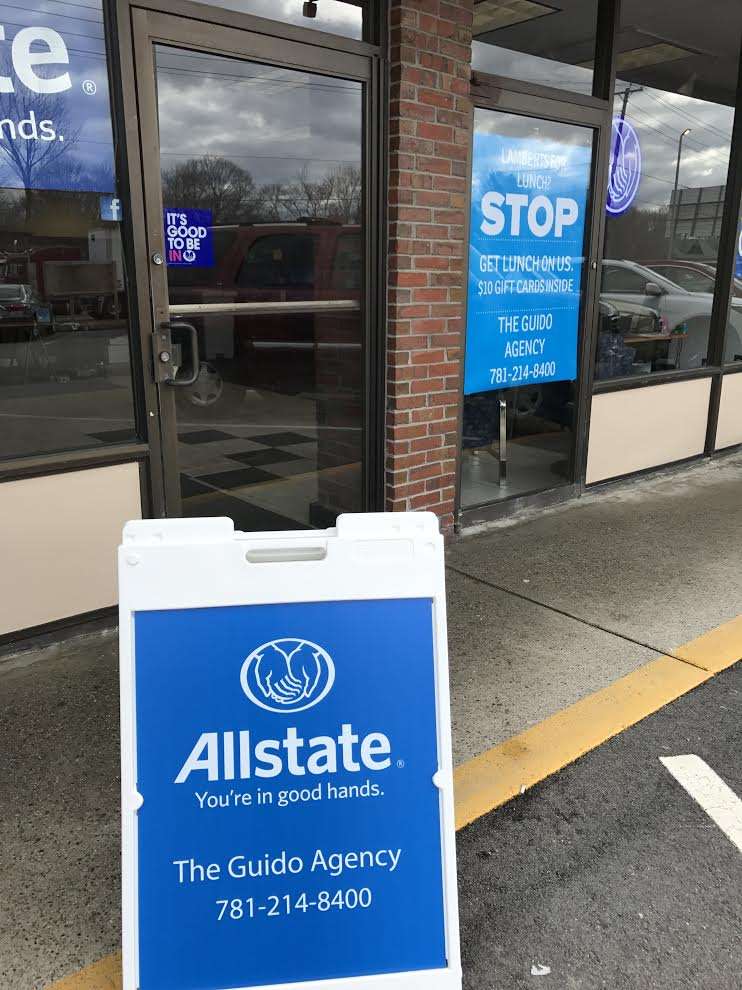 te®
nds.
f
IT'S
GOOD
TO BE
IN
LAMBERTS FOR
LUNCH?
STOP
GET LUNCH ON US.
$10 GIFT CARDS INSIDE
THE GUIDO
AGENCY
781-214-8400
Allstate®
You're in good hands.
The Guido Agency
781-214-8400